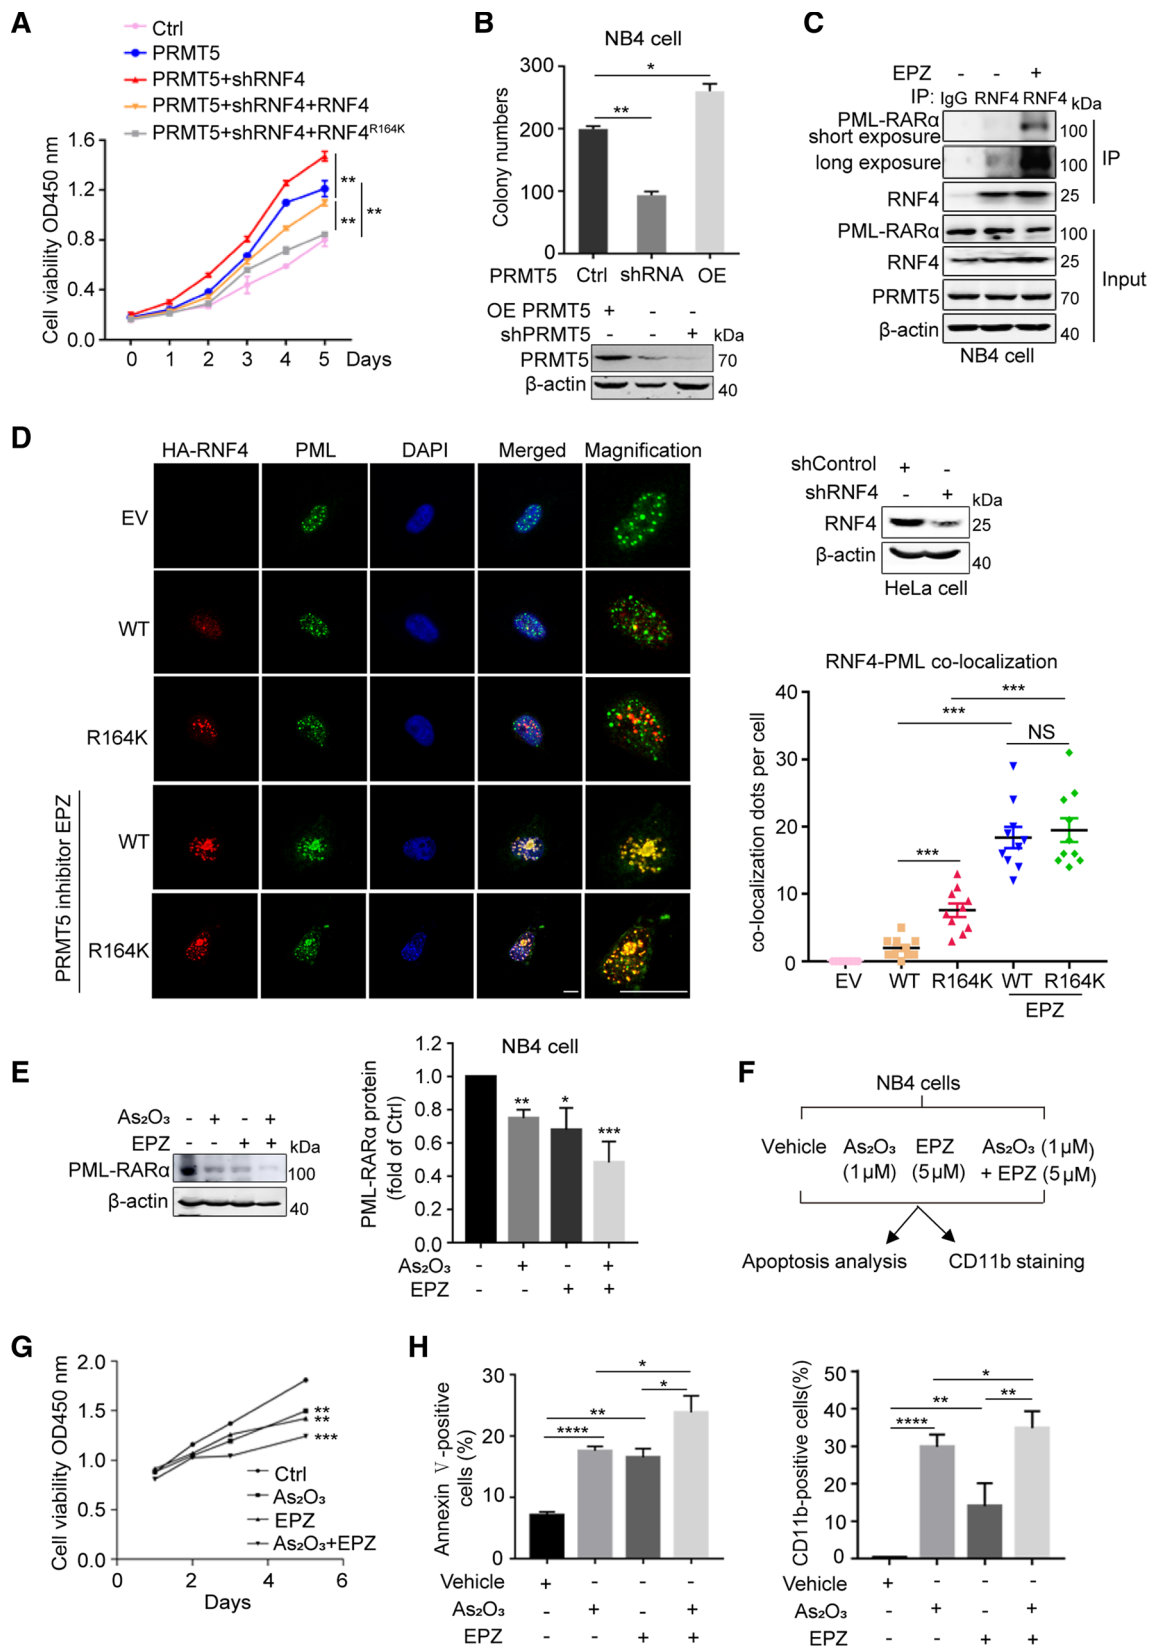 A
Ctrl
PRMT5
PRMT5+shRNF4
PRMT5+shRNF4+RNF4
PRMT5+shRNF4+RNF4R164K
Cell viability OD450 nm
1.6
1.2
0.8
0.4
0.0
** ** **
0 1 2 3 4 5 Days
B
NB4 cell
Colony numbers
300
200
100
0
*
**
PRMT5 Ctrl shRNA OE
OE PRMT5 + - -
shPRMT5 - - + kDa
PRMT5 70
β-actin 40
C
EPZ - - +
IP: IgG RNF4 RNF4 kDa
PML-RARα
short exposure 100
long exposure 100
RNF4 25
IP
PML-RARα 100
RNF4 25
PRMT5 70
β-actin 40
Input
NB4 cell
D
HA-RNF4 PML DAPI Merged Magnification
EV
WT
R164K
WT
R164K
PRMT5 inhibitor EPZ
shControl + -
shRNF4 - + kDa
RNF4 25
β-actin 40
HeLa cell
RNF4-PML co-localization
co-localization dots per cell
40
30
20
10
0
***
***
NS
***
EV WT R164K WT R164K
EPZ
E
As₂O₃ - + - +
EPZ - - + + kDa
PML-RARα 100
β-actin 40
NB4 cell
PML-RARα protein
(fold of Ctrl)
1.2
1.0
0.8
0.6
0.4
0.2
0.0
** * ***
As₂O₃ - + - +
EPZ - - + +
F
NB4 cells
Vehicle As₂O₃ EPZ As₂O₃ (1 μM)
(1 μM) (5 μM) + EPZ (5 μM)
Apoptosis analysis CD11b staining
G
Cell viability OD450 nm
2.0
1.5
1.0
0.5
0.0
**
**
***
Ctrl
As₂O₃
EPZ
As₂O₃+EPZ
0 2 4 6
Days
H
Annexin V-positive
cells (%)
30
20
10
0
*
*
**
****
Vehicle + - - -
As₂O₃ - + - +
EPZ - - + +
CD11b-positive cells(%)
50
40
30
20
10
0
*
** **
****
Vehicle + - - -
As₂O₃ - + - +
EPZ - - + +